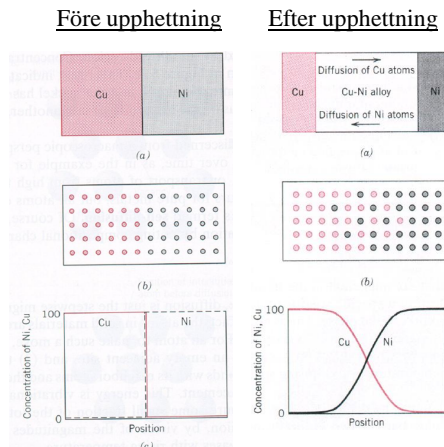 Före upphettning
Cu
Ni
(a)
(b)
Concentration of Ni, Cu
100
0
Cu
Ni
Position
(c)
Efter upphettning
Diffusion of Cu atoms
Cu
Cu-Ni alloy
Ni
Diffusion of Ni atoms
(a)
(b)
Concentration of Ni, Cu
100
0
Cu
Ni
Position